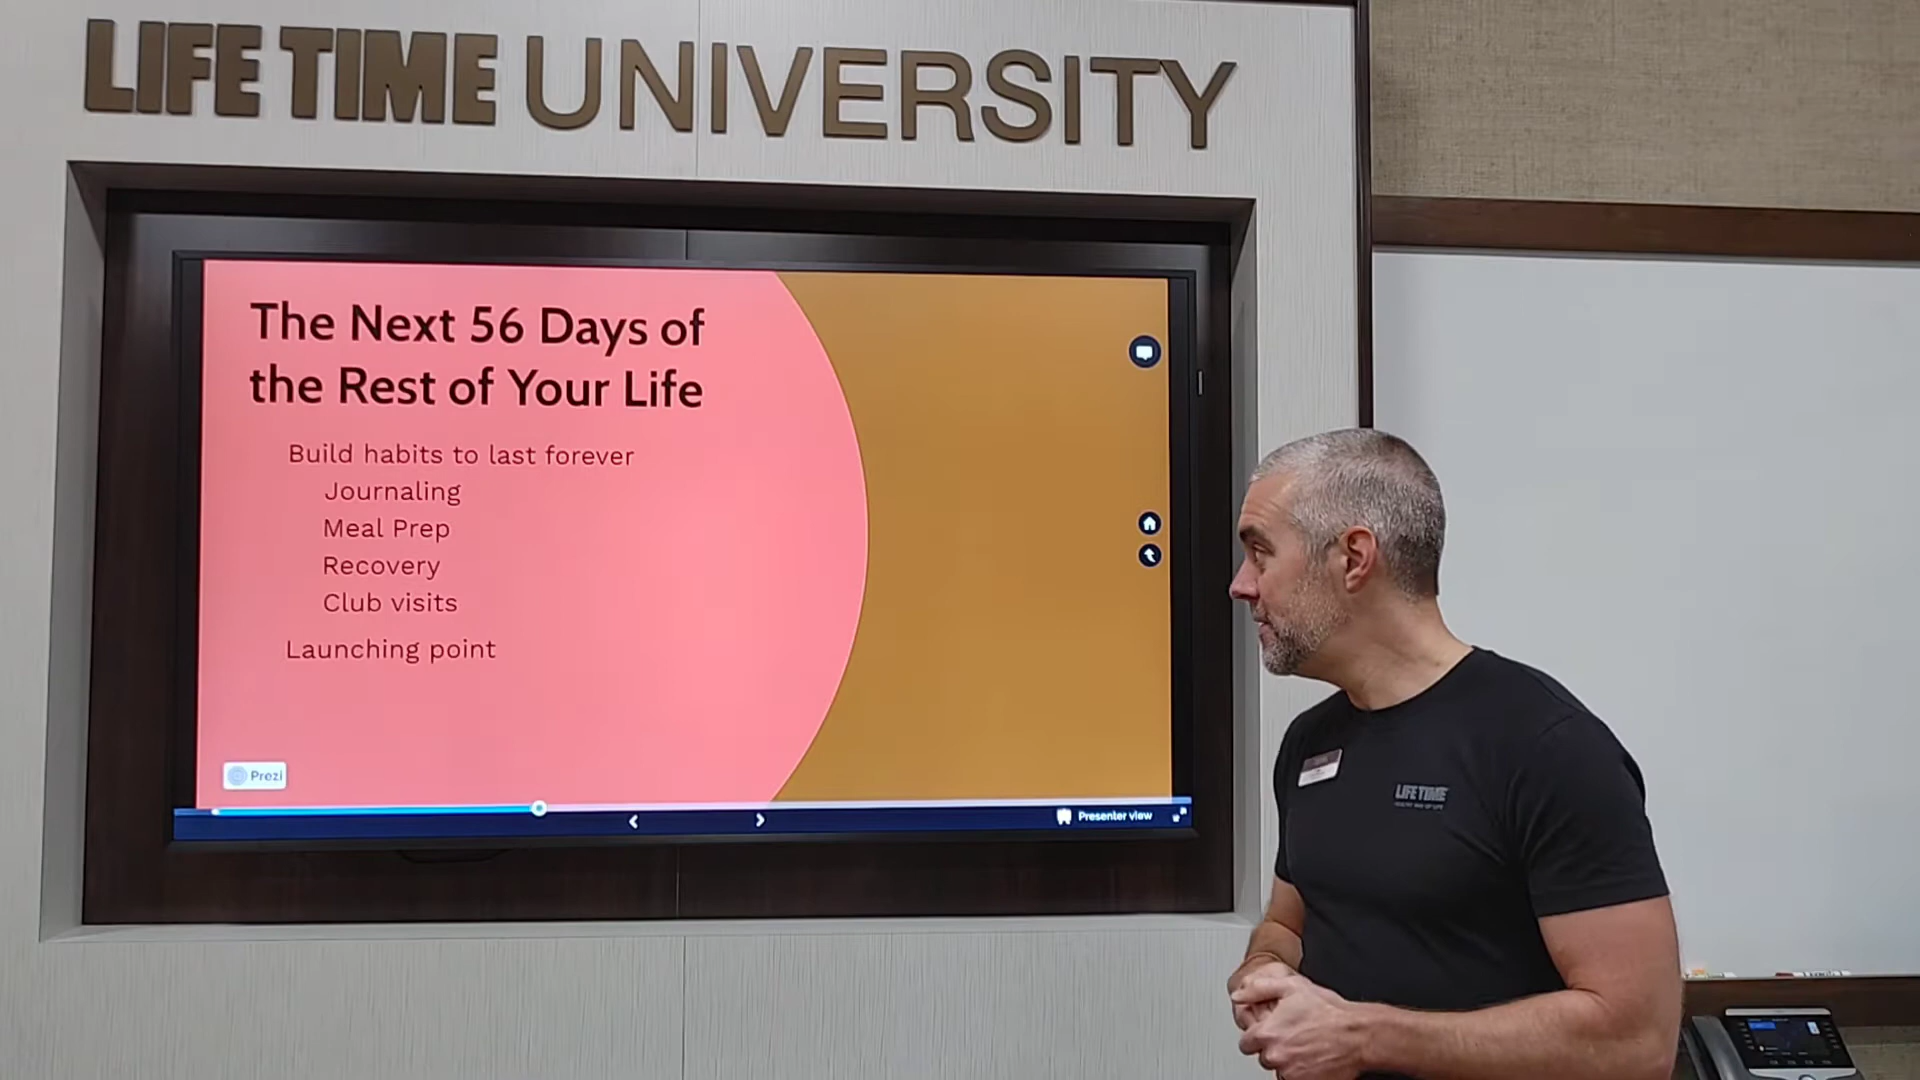 LIFE TIME UNIVERSITY
The Next 56 Days of
the Rest of Your Life
Build habits to last forever
Journaling
Meal Prep
Recovery
Club visits
Launching point
Prezi
Presenter view
LIFE TIME